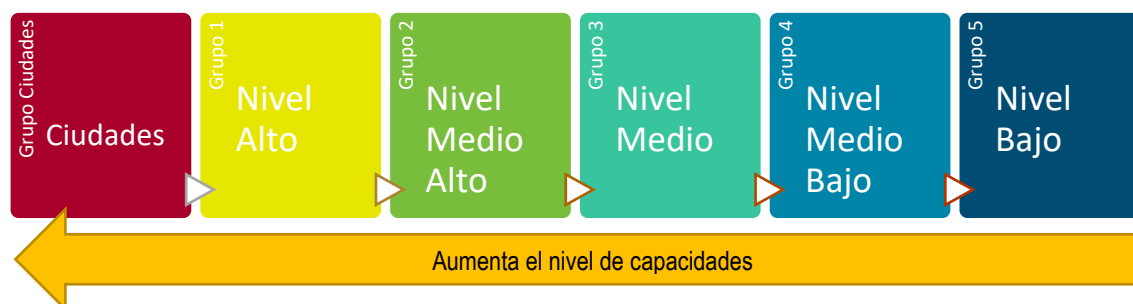 Grupo Ciudades
Ciudades
Grupo 1
Nivel
Alto
Grupo 2
Nivel
Medio
Alto
Grupo 3
Nivel
Medio
Grupo 4
Nivel
Medio
Bajo
Grupo 5
Nivel
Bajo
Aumenta el nivel de capacidades